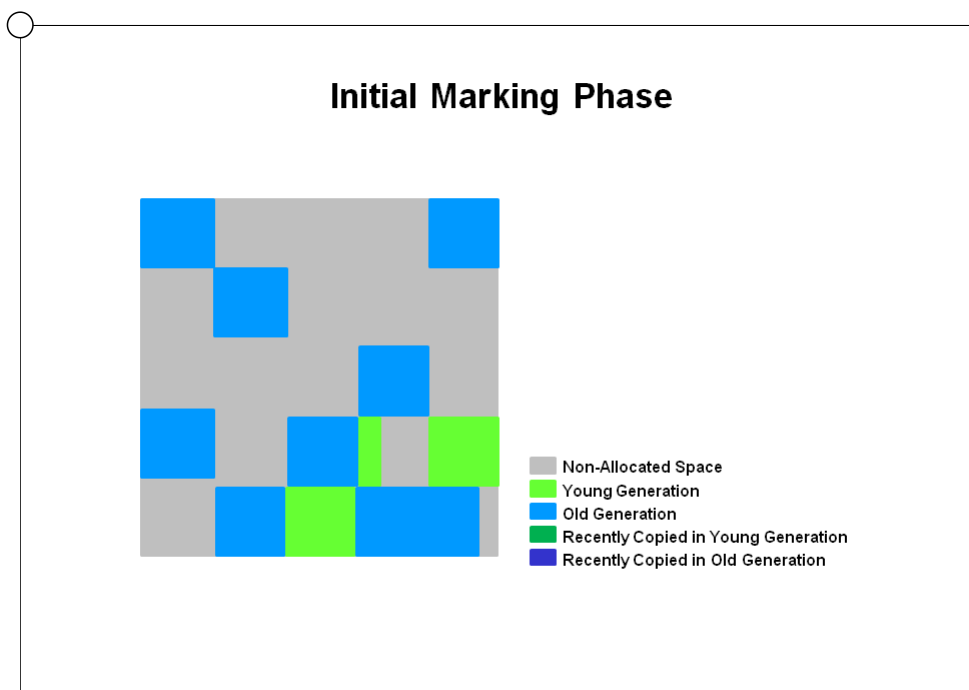 Initial Marking Phase
Non-Allocated Space
Young Generation
Old Generation
Recently Copied in Young Generation
Recently Copied in Old Generation